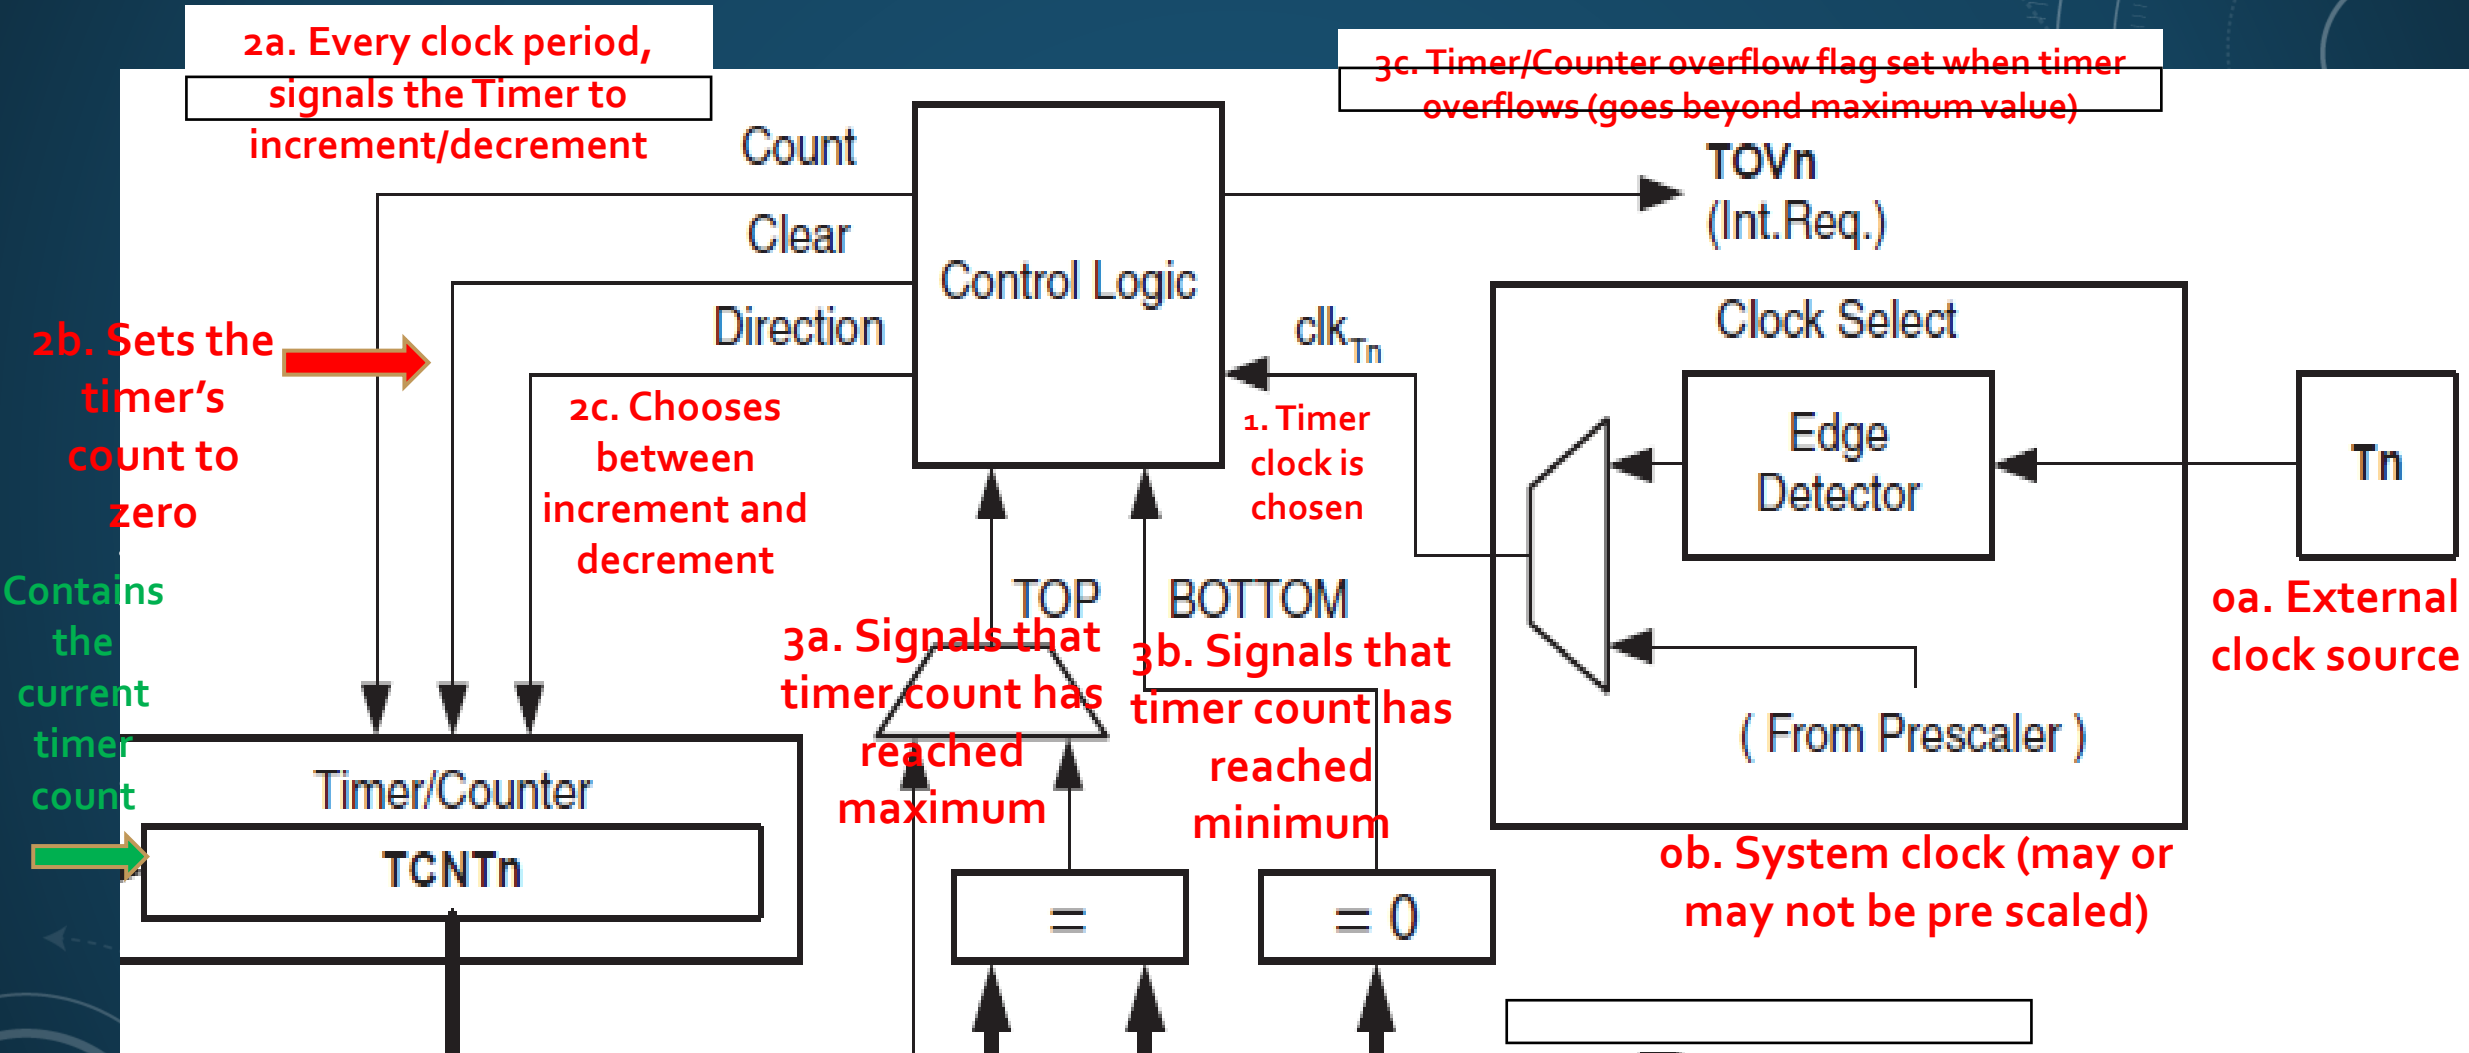 2a. Every clock period,
signals the Timer to
increment/decrement
3c. Timer/Counter overflow flag set when timer
overflows (goes beyond maximum value)
Count
TOVn
(Int.Req.)
Clear
Control Logic
Direction
clkTn
Clock Select
2b. Sets the
timer's
count to
zero
2c. Chooses
between
increment and
decrement
1. Timer
clock is
chosen
Edge
Detector
Tn
Contains
the
current
timer
count
TOP
BOTTOM
0a. External
clock source
3a. Signals that
timer count has
reached
maximum
3b. Signals that
timer count has
reached
minimum
( From Prescaler )
Timer/Counter
TCNTn
=
= 0
0b. System clock (may or
may not be pre scaled)